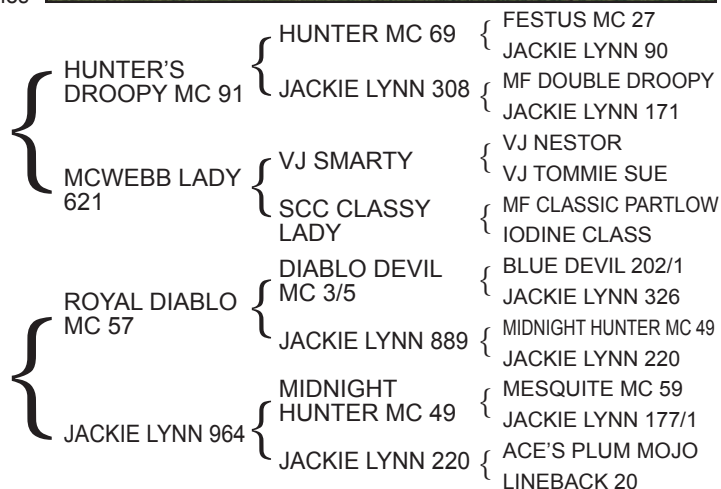 HUNTER'S
DROOPY MC 91
MCWEBB LADY
621
ROYAL DIABLO
MC 57
JACKIE LYNN 964
HUNTER MC 69
JACKIE LYNN 308
VJ SMARTY
SCC CLASSY
LADY
DIABLO DEVIL
MC 3/5
JACKIE LYNN 889
MIDNIGHT
HUNTER MC 49
JACKIE LYNN 220
FESTUS MC 27
JACKIE LYNN 90
MF DOUBLE DROOPY
JACKIE LYNN 171
VJ NESTOR
VJ TOMMIE SUE
MF CLASSIC PARTLOW
IODINE CLASS
BLUE DEVIL 202/1
JACKIE LYNN 326
MIDNIGHT HUNTER MC 49
JACKIE LYNN 220
MESQUITE MC 59
JACKIE LYNN 177/1
ACE'S PLUM MOJO
LINEBACK 20